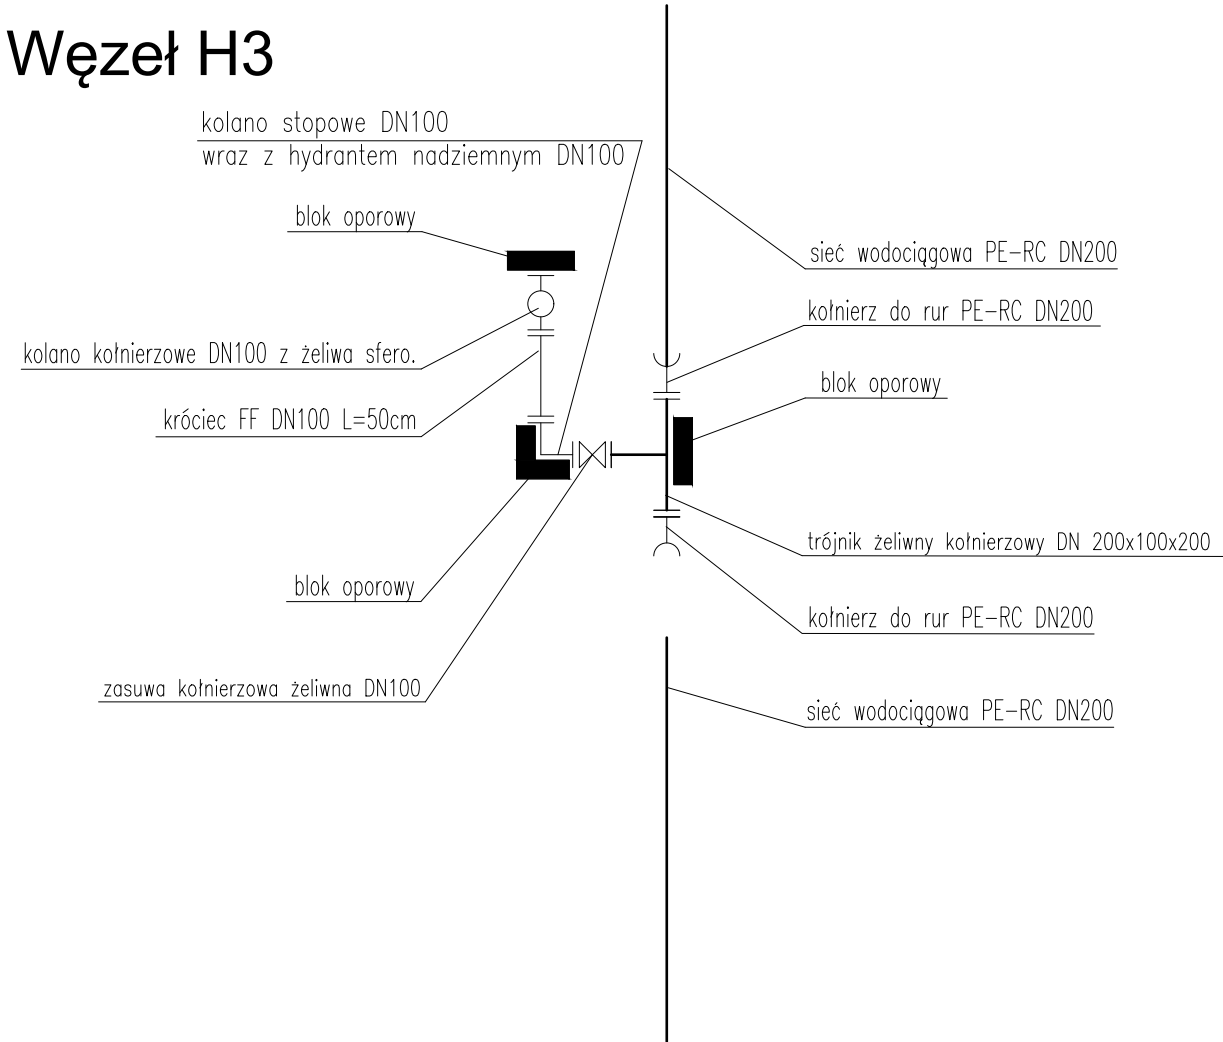 Węzeł H3
kolano stopowe DN100
wraz z hydrantem nadziemnym DN100
blok oporowy
sieć wodociągowa PE-RC DN200
kołnierz do rur PE-RC DN200
kolano kołnierzowe DN100 z żeliwa sfero.
blok oporowy
króciec FF DN100 L=50cm
trójnik żeliwny kołnierzowy DN 200x100x200
blok oporowy
kołnierz do rur PE-RC DN200
zasuwa kołnierzowa żeliwna DN100
sieć wodociągowa PE-RC DN200